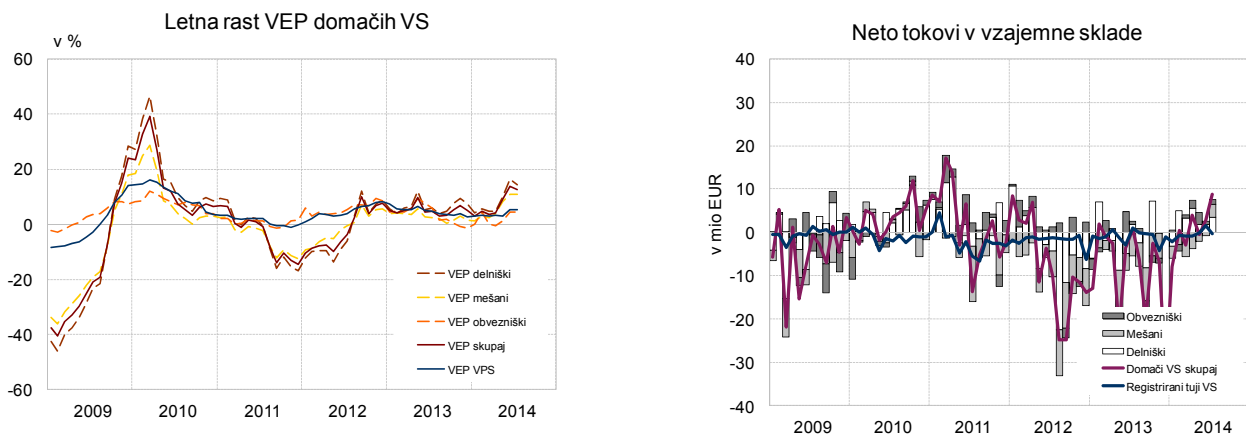 Letna rast VEP domačih VS
v %
60
40
20
0
-20
-40
-60
2009 2010 2011 2012 2013 2014
VEP delniški
VEP mešani
VEP obvezniški
VEP skupaj
VEP VPS
Neto tokovi v vzajemne sklade
v mio EUR
40
30
20
10
0
-10
-20
-30
-40
2009 2010 2011 2012 2013 2014
Obvezniški
Mešani
Delniški
Domači VS skupaj
Registrirani tuji VS